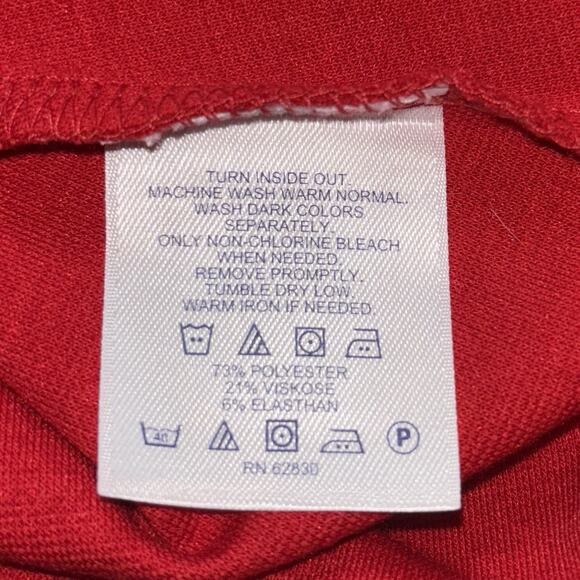 TURN INSIDE OUT.
MACHINE WASH WARM NORMAL.
WASH DARK COLORS
SEPARATELY.
ONLY NON-CHLORINE BLEACH
WHEN NEEDED.
REMOVE PROMPTLY.
TUMBLE DRY LOW.
WARM IRON IF NEEDED.
73% POLYESTER
21% VISKOSE
6% ELASTHAN
40 P
RN 62830